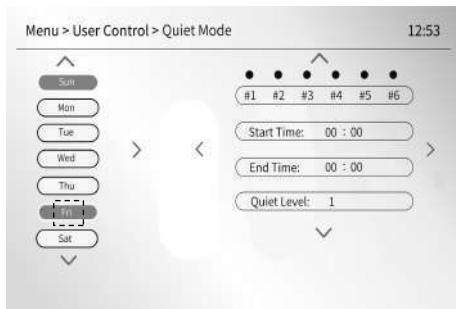 Menu > User Control > Quiet Mode 12:53
Sun
Mon
Tue
Wed
Thu
Fri
Sat
#1 #2 #3 #4 #5 #6
Start Time: 00 : 00
End Time: 00 : 00
Quiet Level: 1